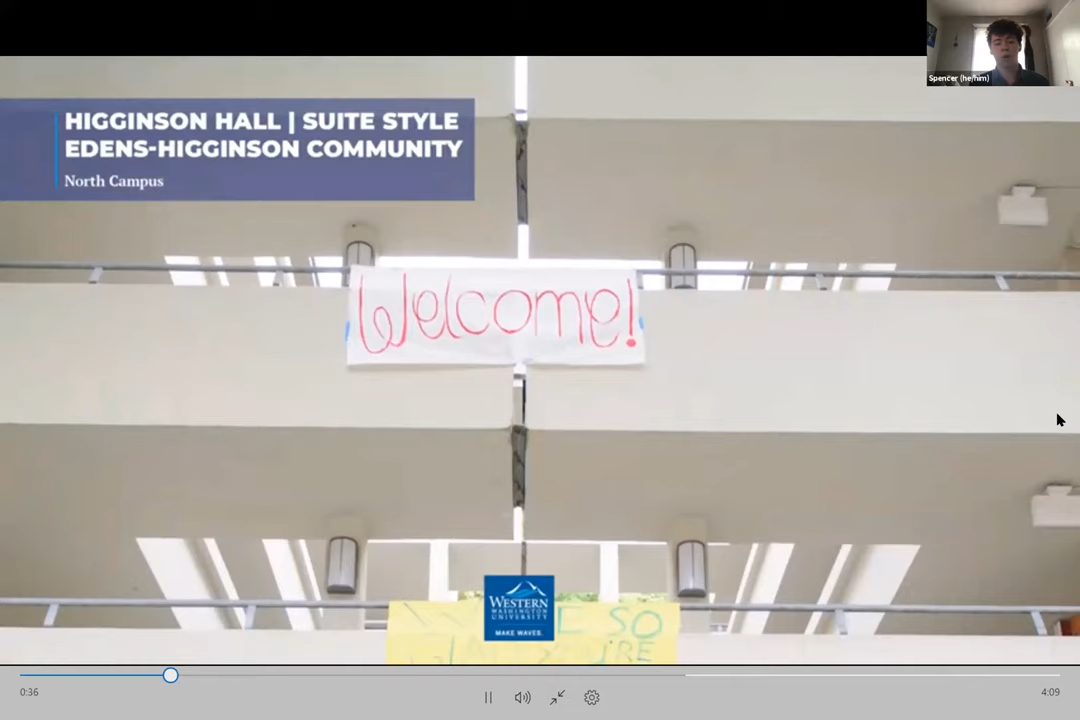 Spencer (he/him)
HIGGINSON HALL | SUITE STYLE
EDENS-HIGGINSON COMMUNITY
North Campus
Welcome!
WESTERN
WASHINGTON
UNIVERSITY
MAKE WAVES.
SO
0:36
4:09